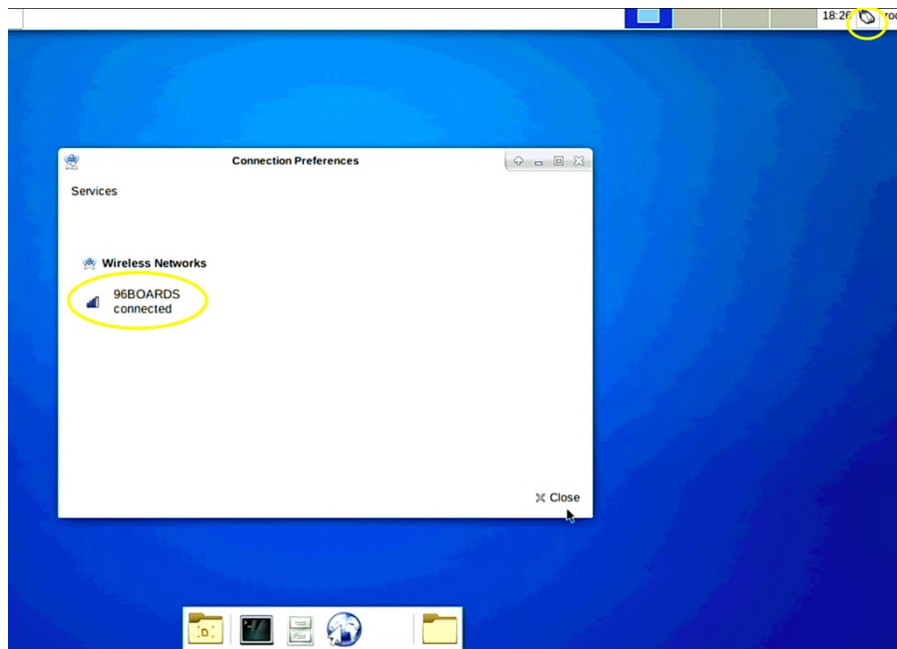 18:26
Connection Preferences
Services
Wireless Networks
96BOARDS
connected
Close